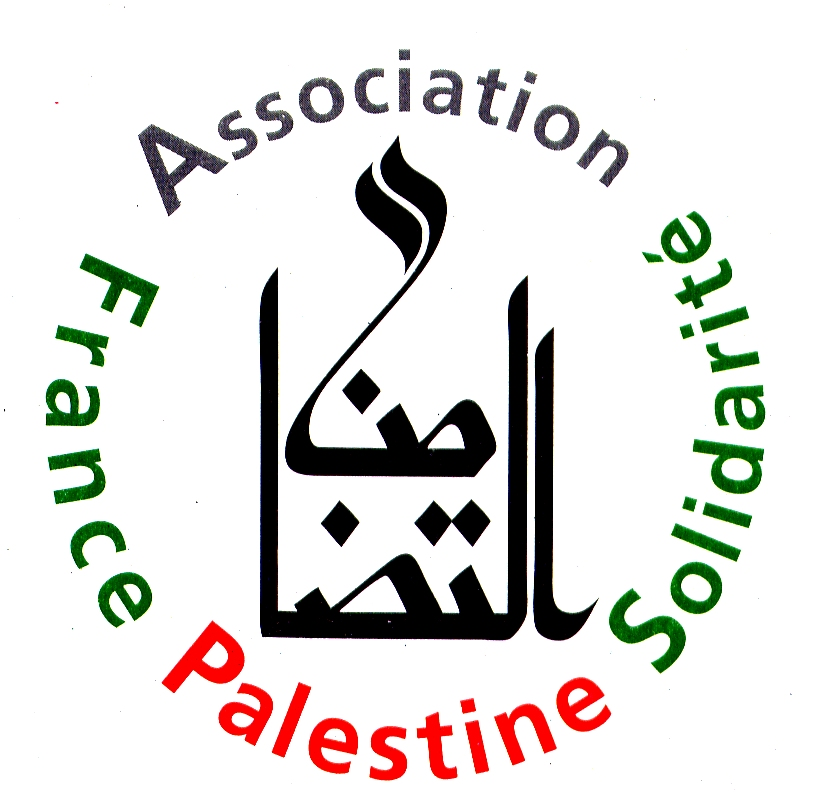 Association
France
Palestine
Solidarité
التضامن